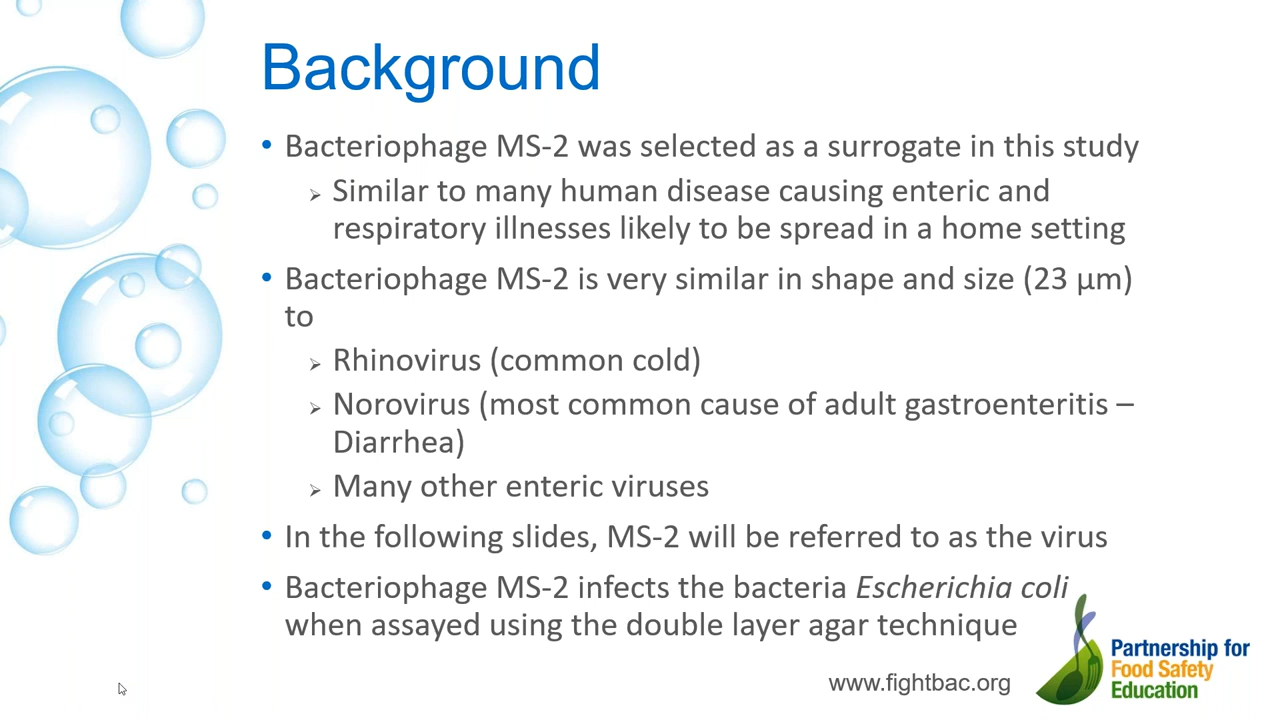 Background
• Bacteriophage MS-2 was selected as a surrogate in this study
➢ Similar to many human disease causing enteric and
respiratory illnesses likely to be spread in a home setting
• Bacteriophage MS-2 is very similar in shape and size (23 µm)
to
➢ Rhinovirus (common cold)
➢ Norovirus (most common cause of adult gastroenteritis –
Diarrhea)
➢ Many other enteric viruses
• In the following slides, MS-2 will be referred to as the virus
• Bacteriophage MS-2 infects the bacteria Escherichia coli
when assayed using the double layer agar technique
www.fightbac.org
Partnership for
Food Safety
Education